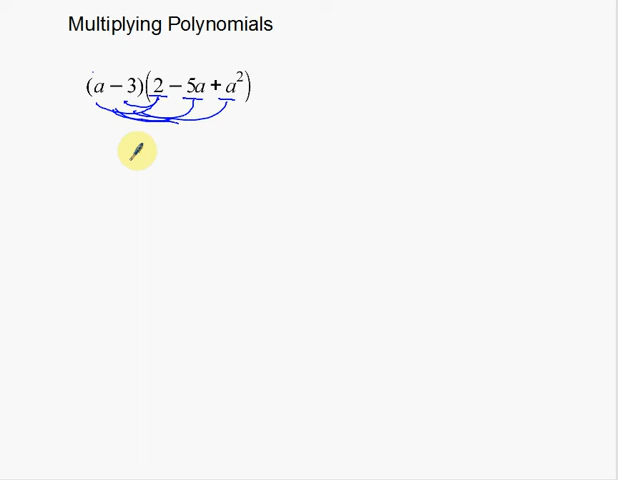 Multiplying Polynomials
(a − 3)(2 − 5a + a²)